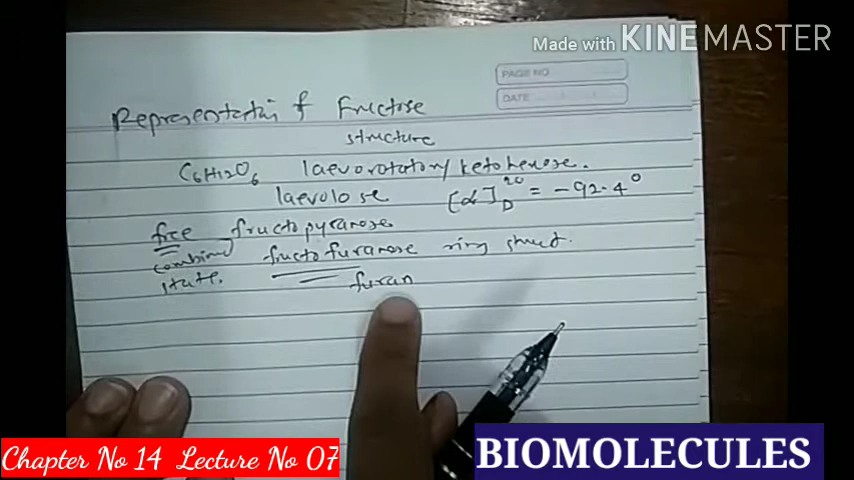 Made with KINEMASTER
PAGE NO
DATE
Representation of Fructose
structure
C6H12O6 laevorotatory ketohexose.
laevolose [α]D20 = -92.4°
free fructopyranose
combined fructofuranose ring struct.
state.
furan
Chapter No 14 Lecture No 07
BIOMOLECULES